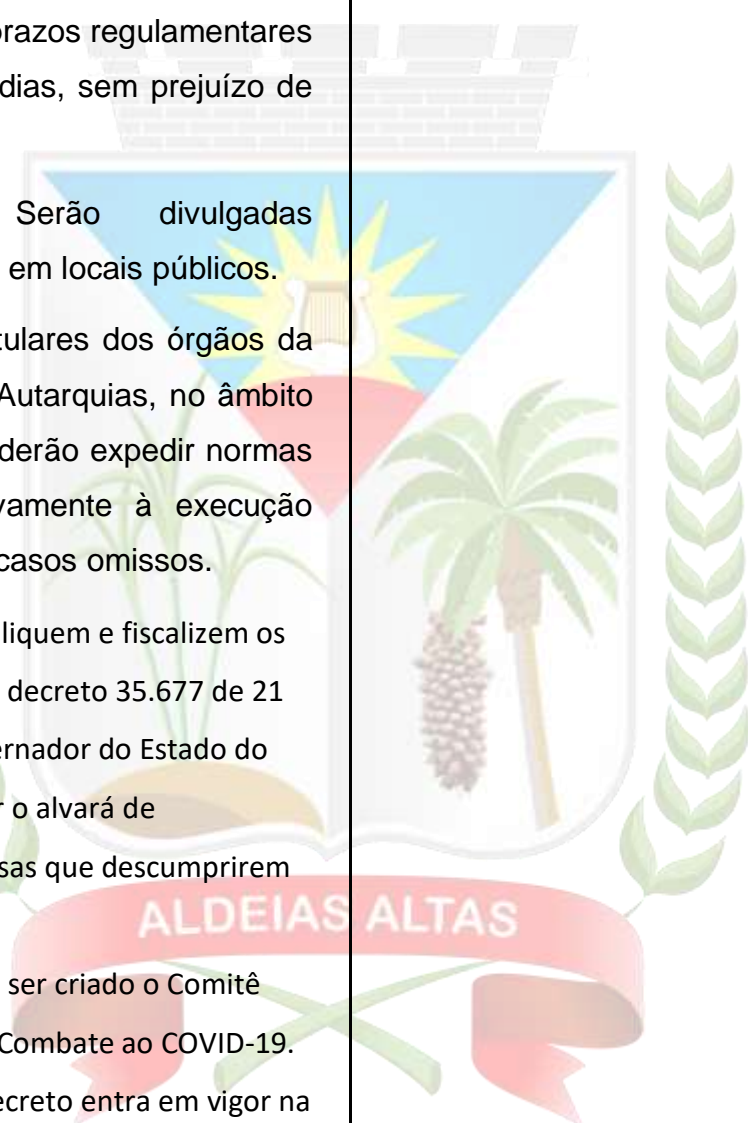 prazos regulamentares
dias, sem prejuízo de
Serão divulgadas
em locais públicos.
tulares dos órgãos da
Autarquias, no âmbito
derão expedir normas
vamente à execução
casos omissos.
liquem e fiscalizem os
decreto 35.677 de 21
ernador do Estado do
r o alvará de
sas que descumprirem
ALDEIAS ALTAS
ser criado o Comitê
Combate ao COVID-19.
ecreto entra em vigor na